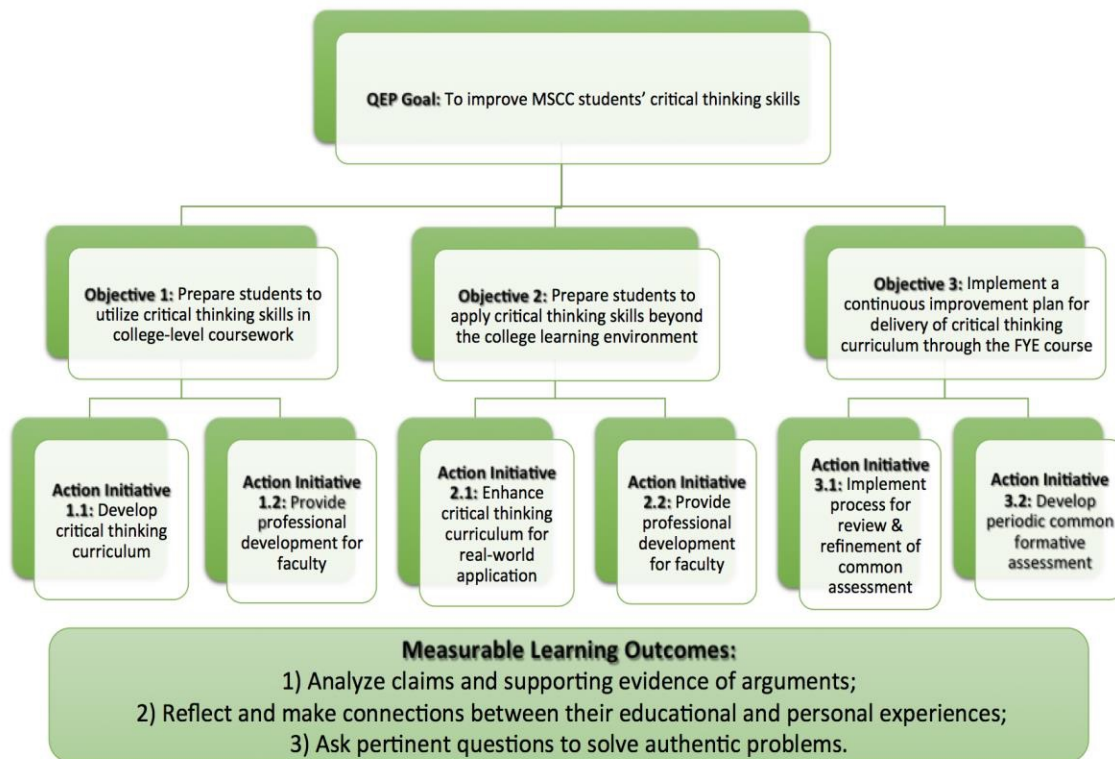 QEP Goal: To improve MSCC students’ critical thinking skills
Objective 1: Prepare students to
utilize critical thinking skills in
college-level coursework
Objective 2: Prepare students to
apply critical thinking skills beyond
the college learning environment
Objective 3: Implement a
continuous improvement plan for
delivery of critical thinking
curriculum through the FYE course
Action Initiative
1.1: Develop
critical thinking
curriculum
Action Initiative
1.2: Provide
professional
development for
faculty
Action Initiative
2.1: Enhance
critical thinking
curriculum for
real-world
application
Action Initiative
2.2: Provide
professional
development
for faculty
Action Initiative
3.1: Implement
process for
review &
refinement of
common
assessment
Action Initiative
3.2: Develop
periodic common
formative
assessment
Measurable Learning Outcomes:
1) Analyze claims and supporting evidence of arguments;
2) Reflect and make connections between their educational and personal experiences;
3) Ask pertinent questions to solve authentic problems.